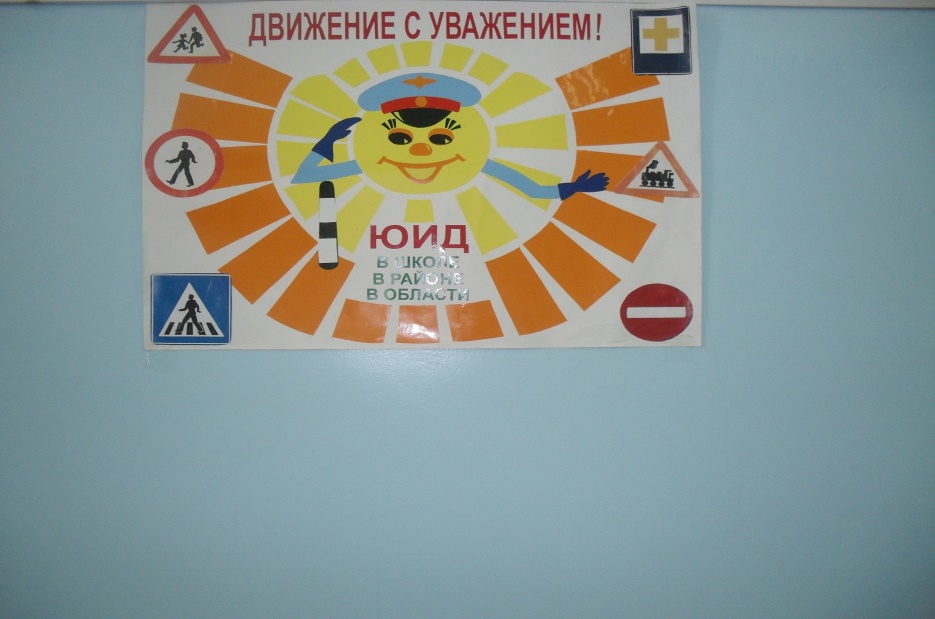 ДВИЖЕНИЕ С УВАЖЕНИЕМ!
ЮИД
В ШКОЛЕ
В РАЙОНЕ
В ОБЛАСТИ